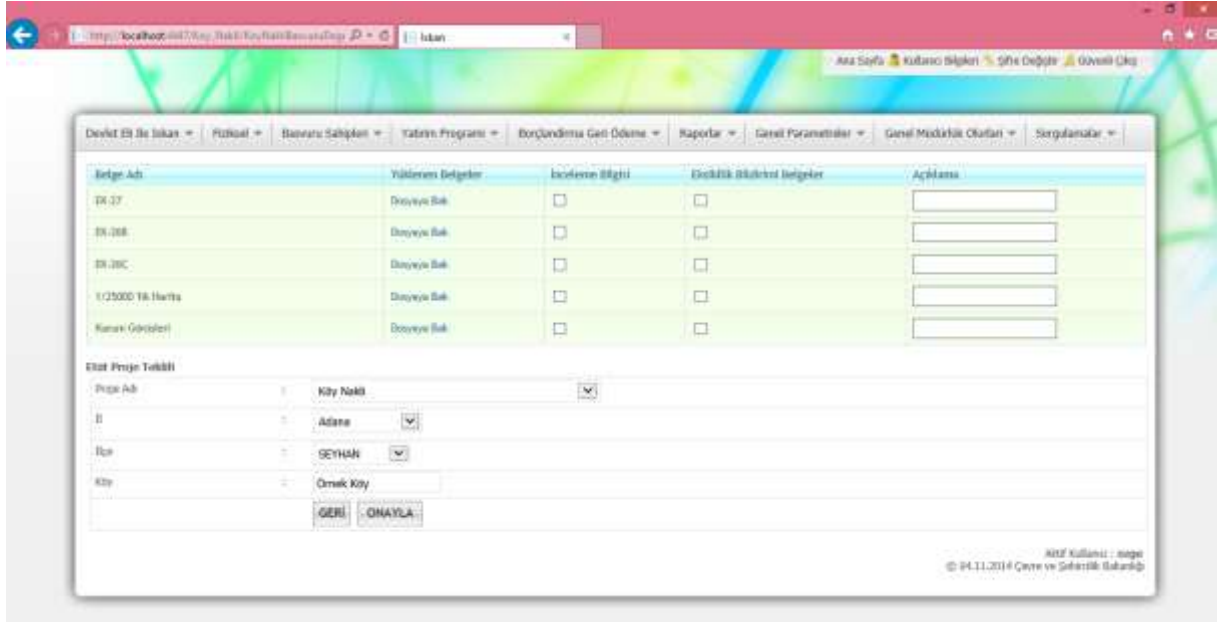 İskan
Ana Sayfa Kullanıcı Bilgileri Şifre Değiştir Güvenli Çıkış
Devlet Eli İle İskan Fiziksel Başvuru Sahipleri Yatırım Programı Borçlandırma Geri Ödeme Raporlar Genel Parametreler Genel Müdürlük Olurları Sorgulamalar
Belge Adı Yüklenen Belgeler İnceleme Bilgisi Eksiklik Bildirimi Belgeler Açıklama
EK-27 Dosyaya Bak
EK-28B Dosyaya Bak
EK-28C Dosyaya Bak
1/25000 lik Harita Dosyaya Bak
Kurum Görüşleri Dosyaya Bak
Etüt Proje Teklifi
Proje Adı : Köy Nakli
İl : Adana
İlçe : SEYHAN
Köy : Örnek Köy
GERİ ONAYLA
Aktif Kullanıcı :
© 04.11.2014 Çevre ve Şehircilik Bakanlığı